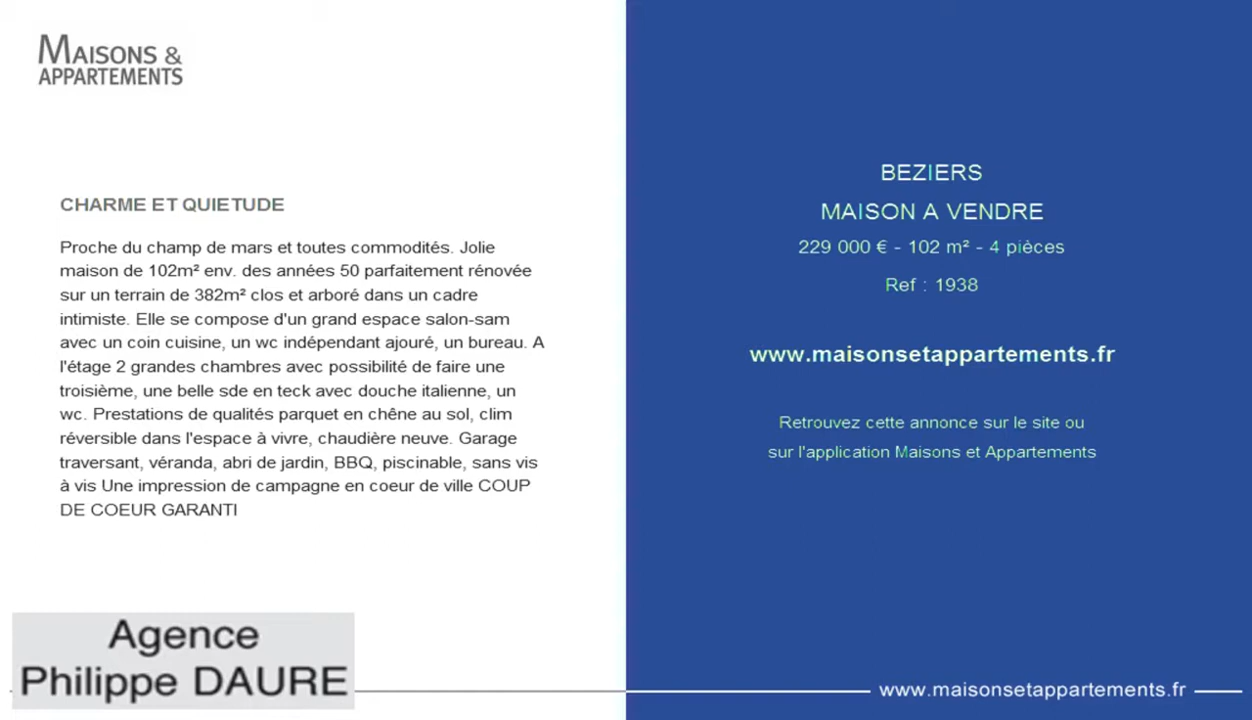 MAISONS &
APPARTEMENTS
CHARME ET QUIETUDE
Proche du champ de mars et toutes commodités. Jolie
maison de 102m² env. des années 50 parfaitement rénovée
sur un terrain de 382m² clos et arboré dans un cadre
intimiste. Elle se compose d'un grand espace salon-sam
avec un coin cuisine, un wc indépendant ajouré, un bureau. A
l'étage 2 grandes chambres avec possibilité de faire une
troisième, une belle sde en teck avec douche italienne, un
wc. Prestations de qualités parquet en chêne au sol, clim
réversible dans l'espace à vivre, chaudière neuve. Garage
traversant, véranda, abri de jardin, BBQ, piscinable, sans vis
à vis Une impression de campagne en coeur de ville COUP
DE COEUR GARANTI
Agence
Philippe DAURE
BEZIERS
MAISON A VENDRE
229 000 € - 102 m² - 4 pièces
Ref : 1938
www.maisonsetappartements.fr
Retrouvez cette annonce sur le site ou
sur l'application Maisons et Appartements
www.maisonsetappartements.fr